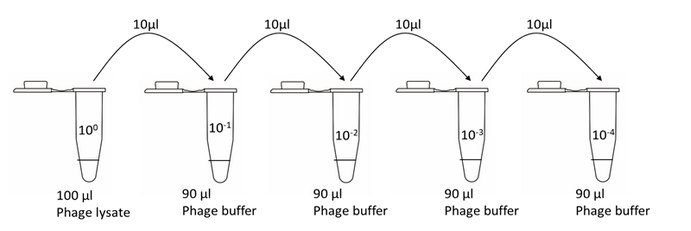 10µl 10µl 10µl 10µl
10⁰ 10⁻¹ 10⁻² 10⁻³ 10⁻⁴
100 µl 90 µl 90 µl 90 µl 90 µl
Phage lysate Phage buffer Phage buffer Phage buffer Phage buffer